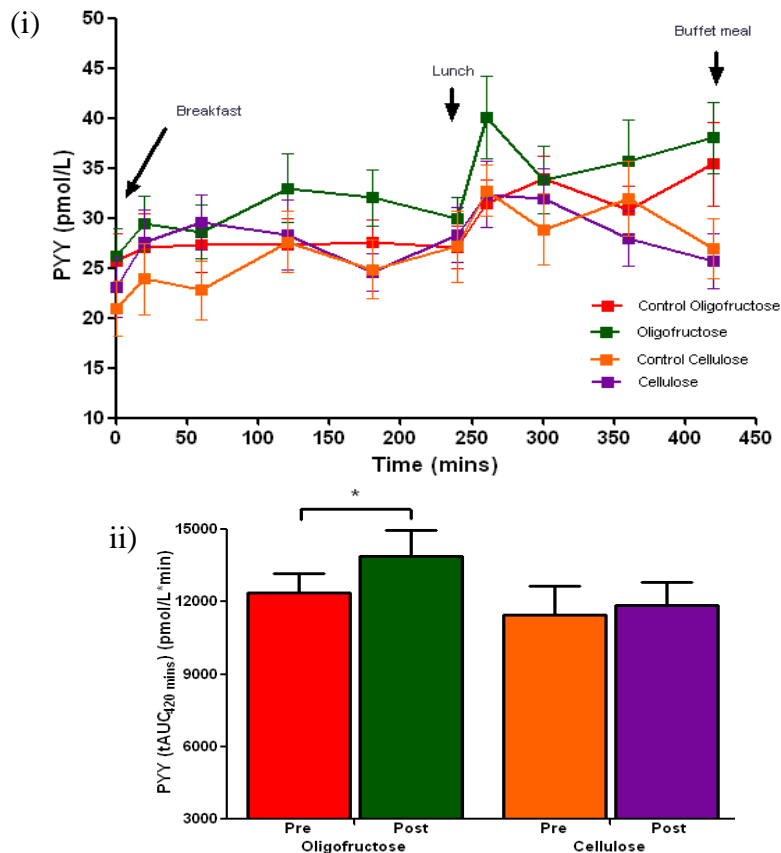 (i)
50
45
40
35
30
25
20
15
10
PYY (pmol/L)
Breakfast
Lunch
Buffet meal
Control Oligofructose
Oligofructose
Control Cellulose
Cellulose
0
50
100
150
200
250
300
350
400
450
Time (mins)
ii)
*
15000
12000
9000
6000
3000
PYY (tAUC420 mins) (pmol/L*min)
Pre
Post
Pre
Post
Oligofructose
Cellulose